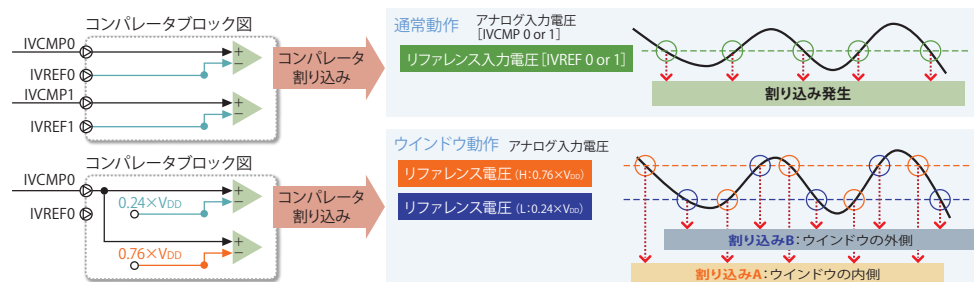 コンパレータブロック図
IVCMP0
IVREF0
IVCMP1
IVREF1
+
−
+
−
コンパレータ
割り込み
通常動作
アナログ入力電圧
[IVCMP 0 or 1]
リファレンス入力電圧 [IVREF 0 or 1]
割り込み発生
コンパレータブロック図
IVCMP0
IVREF0
0.24×VDD
+
−
0.76×VDD
+
−
コンパレータ
割り込み
ウインドウ動作 アナログ入力電圧
リファレンス電圧 (H:0.76×VDD)
リファレンス電圧 (L:0.24×VDD)
割り込みB:ウインドウの外側
割り込みA:ウインドウの内側